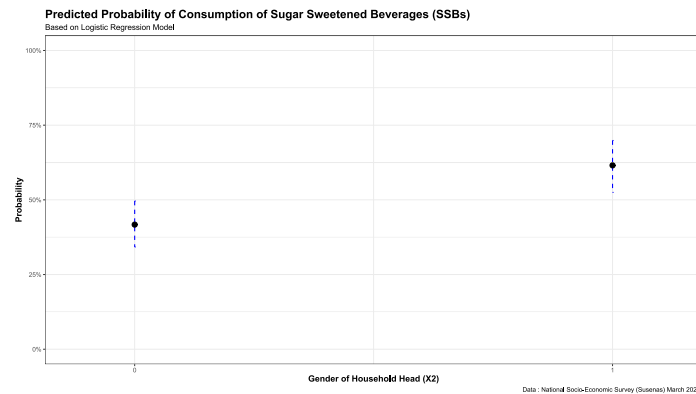 Predicted Probability of Consumption of Sugar Sweetened Beverages (SSBs)
Based on Logistic Regression Model
100%
75%
50%
25%
0%
Probability
0
1
Gender of Household Head (X2)
Data : National Socio-Economic Survey (Susenas) March 202